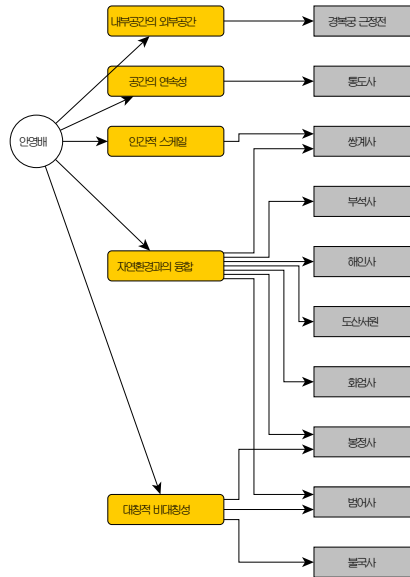 내부공간의 외부공간
경복궁 근정전
공간의 연속성
통도사
안영배
인간적 스케일
쌍계사
부석사
자연환경과의 융합
해인사
도산서원
화엄사
봉정사
대칭적 비대칭성
범어사
불국사